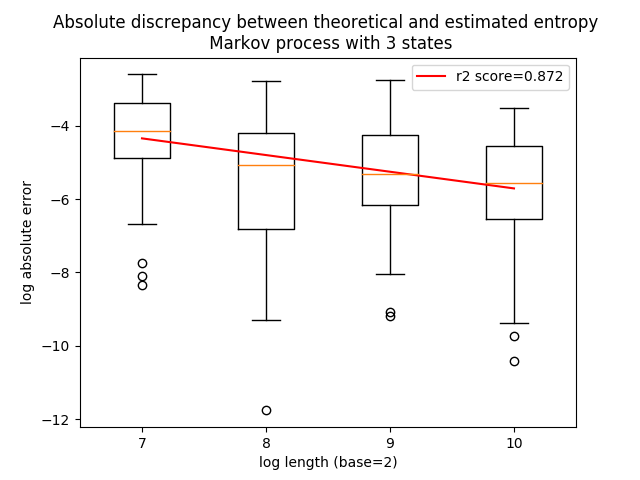 Absolute discrepancy between theoretical and estimated entropy
Markov process with 3 states
r2 score=0.872
−4
−6
−8
−10
−12
log absolute error
7
8
9
10
log length (base=2)